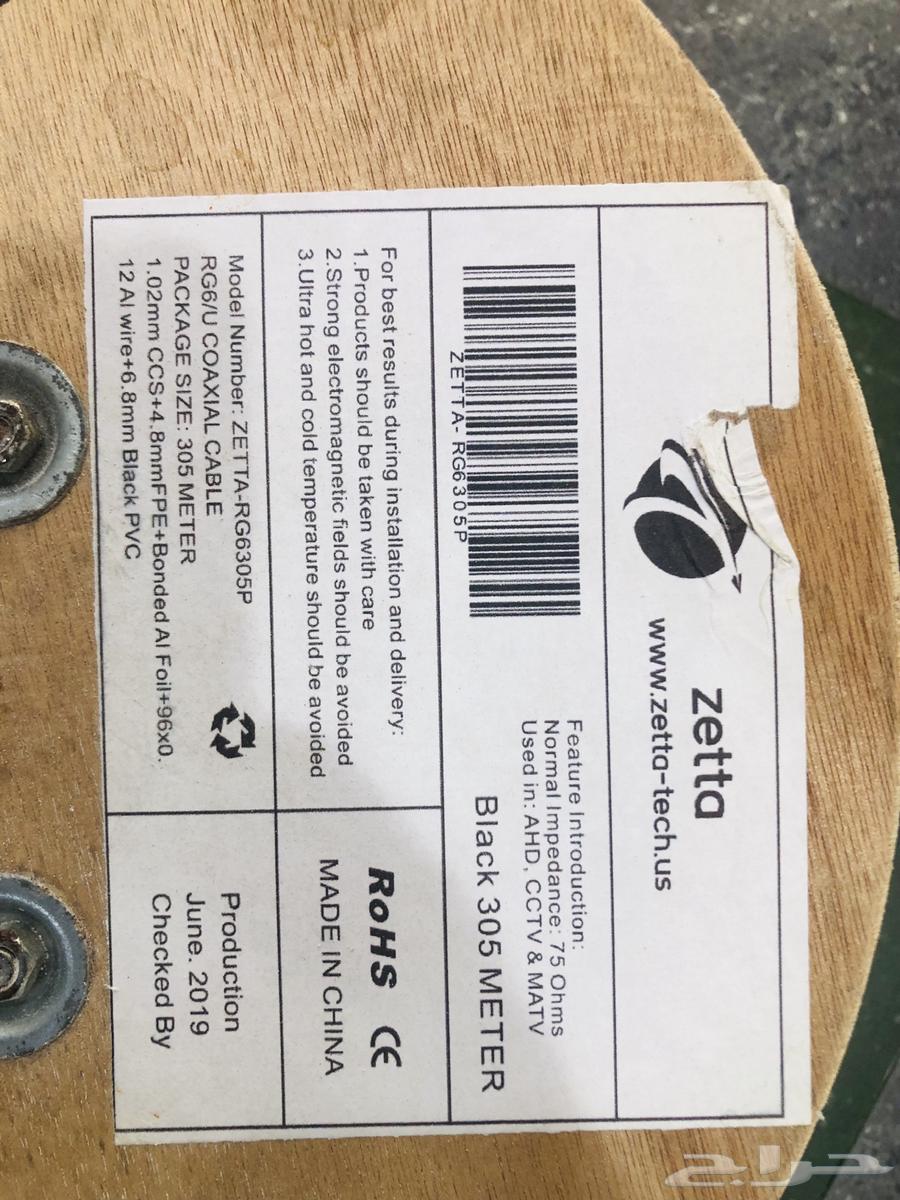 zetta
www.zetta-tech.us
ZETTA-RG6305P
Feature Introduction:
Normal Impedance: 75 Ohms
Used in: AHD, CCTV & MATV
Black 305 METER
For best results during installation and delivery:
1.Products should be taken with care
2.Strong electromagnetic fields should be avoided
3.Ultra hot and cold temperature should be avoided
RoHS CE
MADE IN CHINA
Model Number: ZETTA-RG6305P
RG6/U COAXIAL CABLE
PACKAGE SIZE: 305 METER
1.02mm CCS+4.8mmFPE+Bonded Al Foil+96x0.
12 Al wire+6.8mm Black PVC
Production
June. 2019
Checked By
حراج